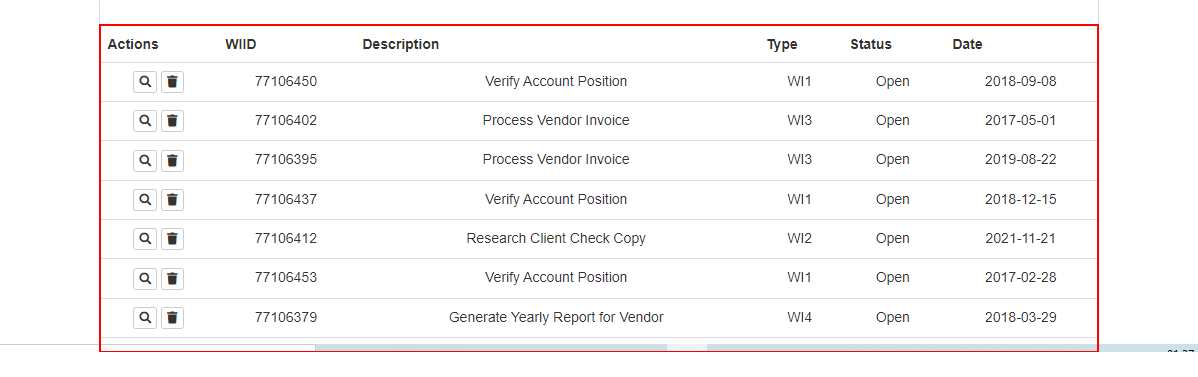 Actions WIID Description Type Status Date
77106450 Verify Account Position WI1 Open 2018-09-08
77106402 Process Vendor Invoice WI3 Open 2017-05-01
77106395 Process Vendor Invoice WI3 Open 2019-08-22
77106437 Verify Account Position WI1 Open 2018-12-15
77106412 Research Client Check Copy WI2 Open 2021-11-21
77106453 Verify Account Position WI1 Open 2017-02-28
77106379 Generate Yearly Report for Vendor WI4 Open 2018-03-29